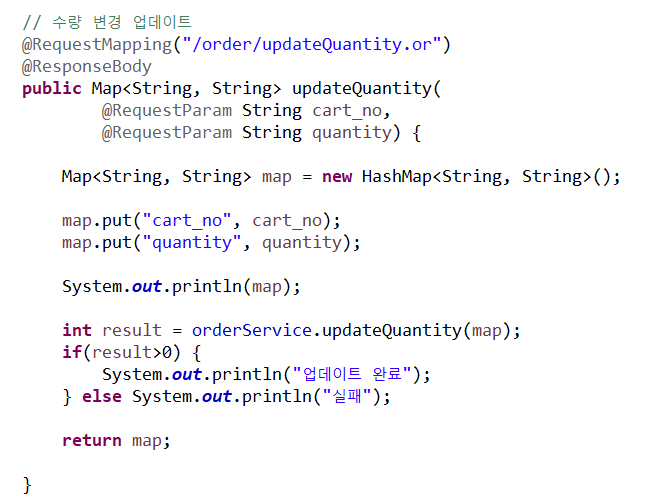 // 수량 변경 업데이트
@RequestMapping("/order/updateQuantity.or")
@ResponseBody
public Map<String, String> updateQuantity(
        @RequestParam String cart_no,
        @RequestParam String quantity) {
    Map<String, String> map = new HashMap<String, String>();
    map.put("cart_no", cart_no);
    map.put("quantity", quantity);
    System.out.println(map);
    int result = orderService.updateQuantity(map);
    if(result>0) {
        System.out.println("업데이트 완료");
    } else System.out.println("실패");
    return map;
}